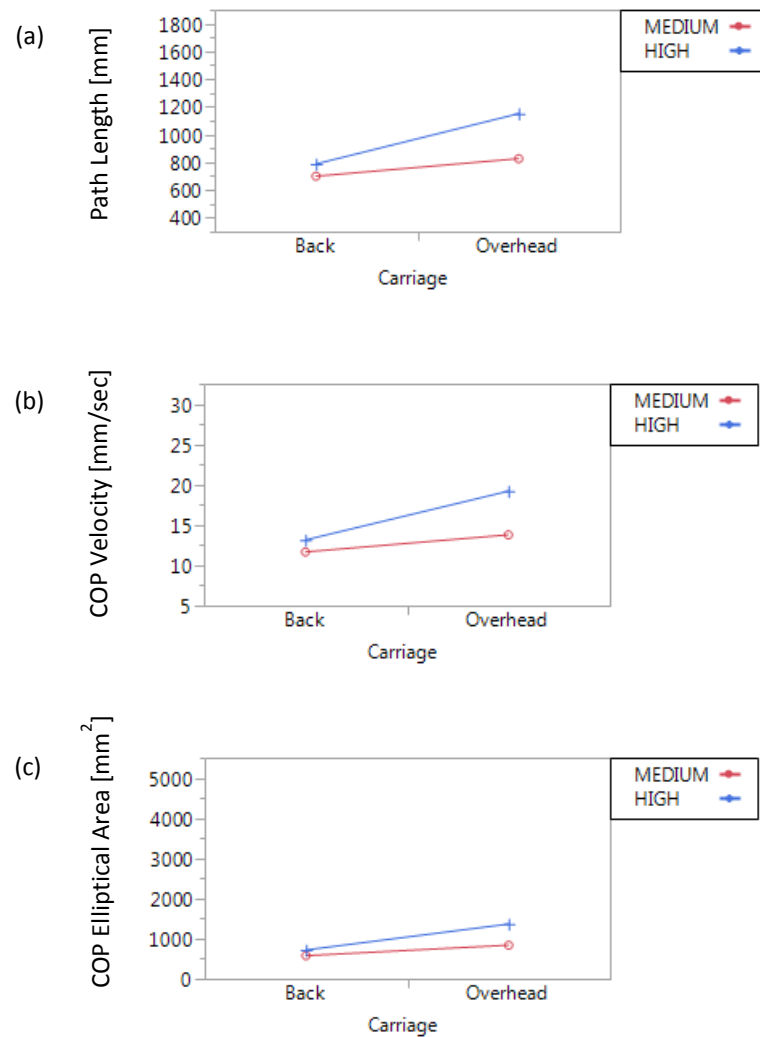 (a)
Path Length [mm]
1800
1600
1400
1200
1000
800
600
400
Back
Overhead
Carriage
MEDIUM
HIGH
(b)
COP Velocity [mm/sec]
30
25
20
15
10
5
Back
Overhead
Carriage
MEDIUM
HIGH
(c)
COP Elliptical Area [mm²]
5000
4000
3000
2000
1000
0
Back
Overhead
Carriage
MEDIUM
HIGH